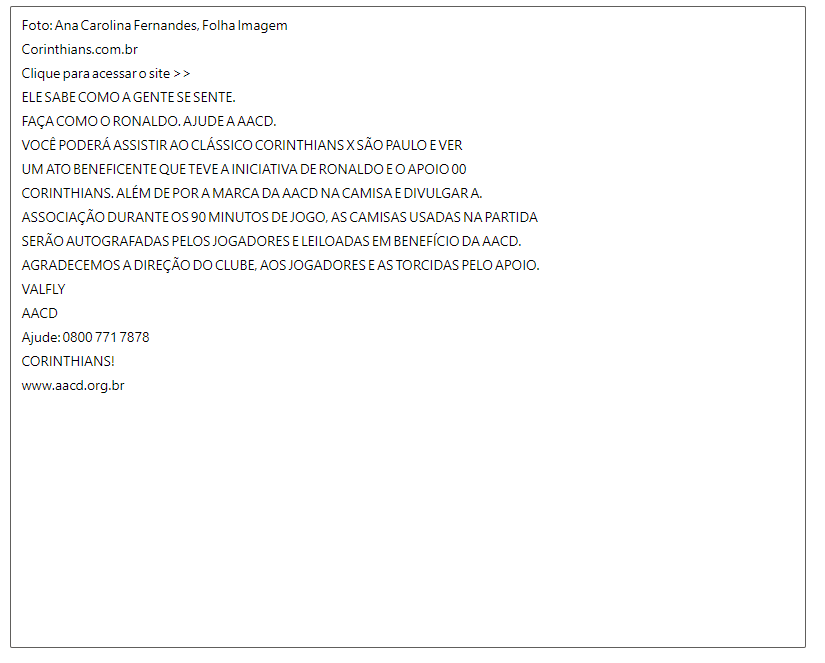 Foto: Ana Carolina Fernandes, Folha Imagem
Corinthians.com.br
Clique para acessar o site >>
ELE SABE COMO A GENTE SE SENTE.
FAÇA COMO O RONALDO. AJUDE A AACD.
VOCÊ PODERÁ ASSISTIR AO CLÁSSICO CORINTHIANS X SÃO PAULO E VER
UM ATO BENEFICENTE QUE TEVE A INICIATIVA DE RONALDO E O APOIO 00
CORINTHIANS. ALÉM DE POR A MARCA DA AACD NA CAMISA E DIVULGAR A.
ASSOCIAÇÃO DURANTE OS 90 MINUTOS DE JOGO, AS CAMISAS USADAS NA PARTIDA
SERÃO AUTOGRAFADAS PELOS JOGADORES E LEILOADAS EM BENEFÍCIO DA AACD.
AGRADECEMOS A DIREÇÃO DO CLUBE, AOS JOGADORES E AS TORCIDAS PELO APOIO.
VALFLY
AACD
Ajude: 0800 771 7878
CORINTHIANS!
www.aacd.org.br